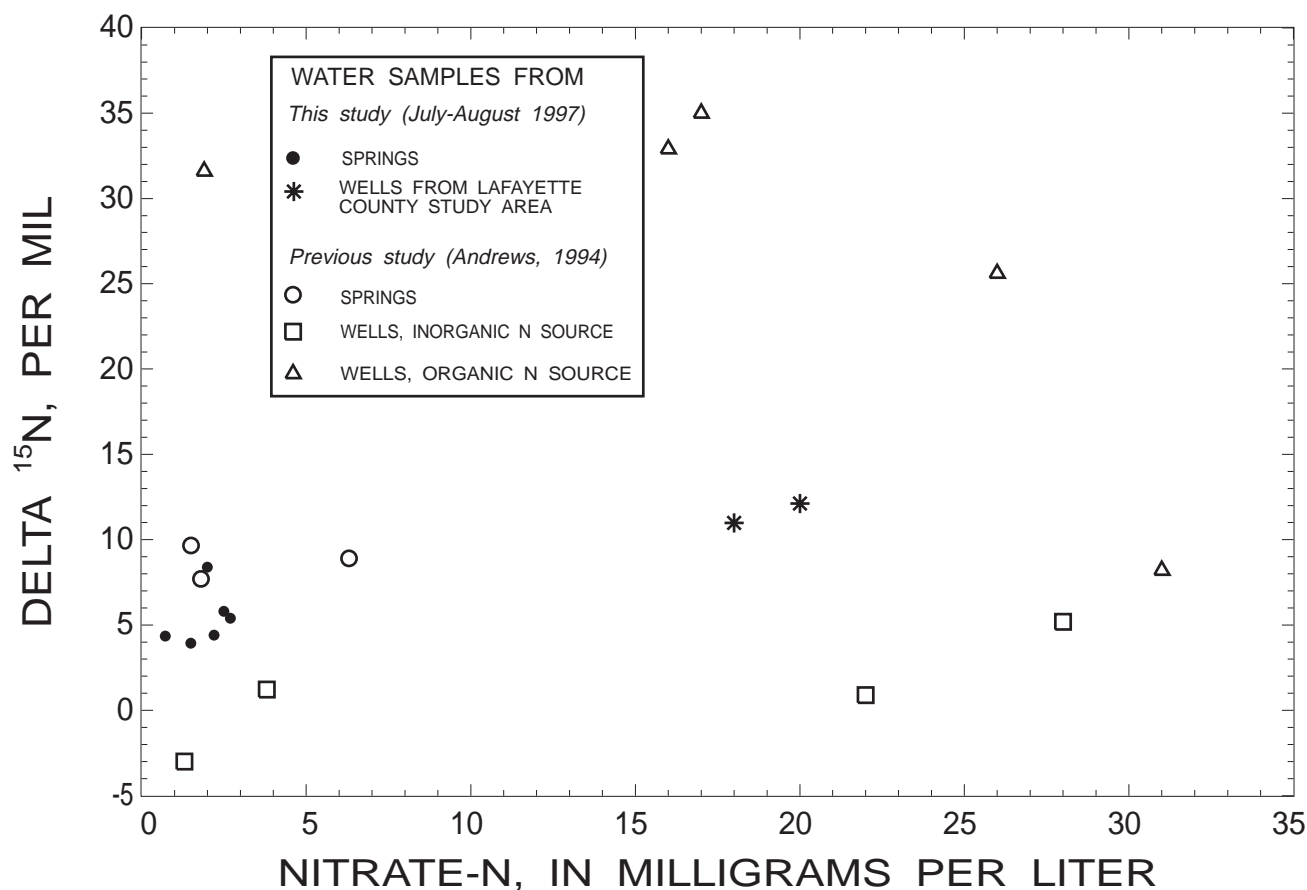 40
35
30
25
20
15
10
5
0
-5
DELTA ¹⁵N, PER MIL
WATER SAMPLES FROM
This study (July-August 1997)
SPRINGS
WELLS FROM LAFAYETTE
COUNTY STUDY AREA
Previous study (Andrews, 1994)
SPRINGS
WELLS, INORGANIC N SOURCE
WELLS, ORGANIC N SOURCE
0 5 10 15 20 25 30 35
NITRATE-N, IN MILLIGRAMS PER LITER